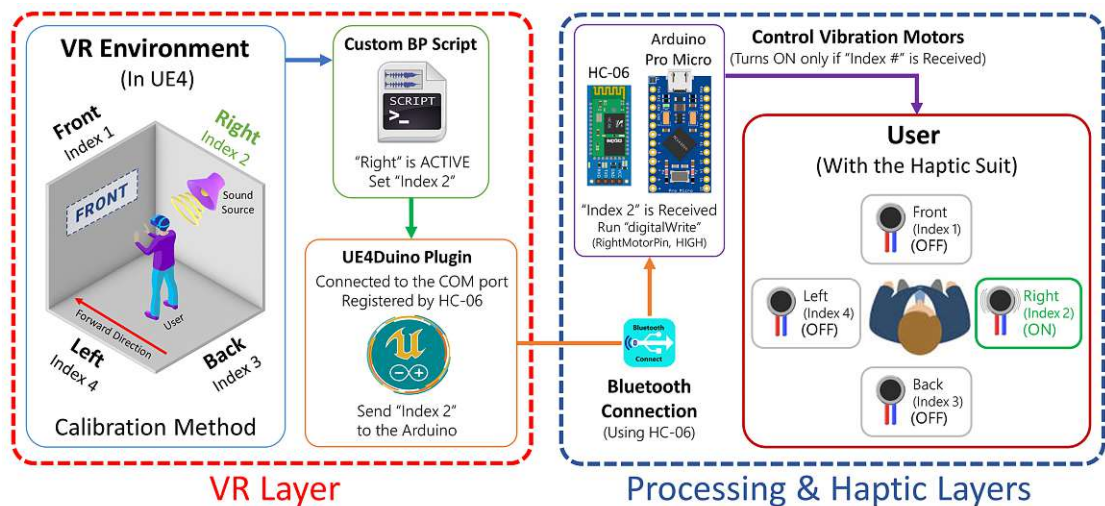 VR Environment
(In UE4)
Front
Index 1
Right
Index 2
FRONT
Sound
Source
User
Forward Direction
Left
Index 4
Back
Index 3
Calibration Method
Custom BP Script
SCRIPT
>_
"Right" is ACTIVE
Set "Index 2"
UE4Duino Plugin
Connected to the COM port
Registered by HC-06
Send "Index 2"
to the Arduino
VR Layer
HC-06
Arduino
Pro Micro
Pro Micro
"Index 2" is Received
Run "digitalWrite"
(RightMotorPin, HIGH)
Bluetooth
Connect
Bluetooth
Connection
(Using HC-06)
Control Vibration Motors
(Turns ON only if "Index #" is Received)
User
(With the Haptic Suit)
Front
(Index 1)
(OFF)
Left
(Index 4)
(OFF)
Right
(Index 2)
(ON)
Back
(Index 3)
(OFF)
Processing & Haptic Layers